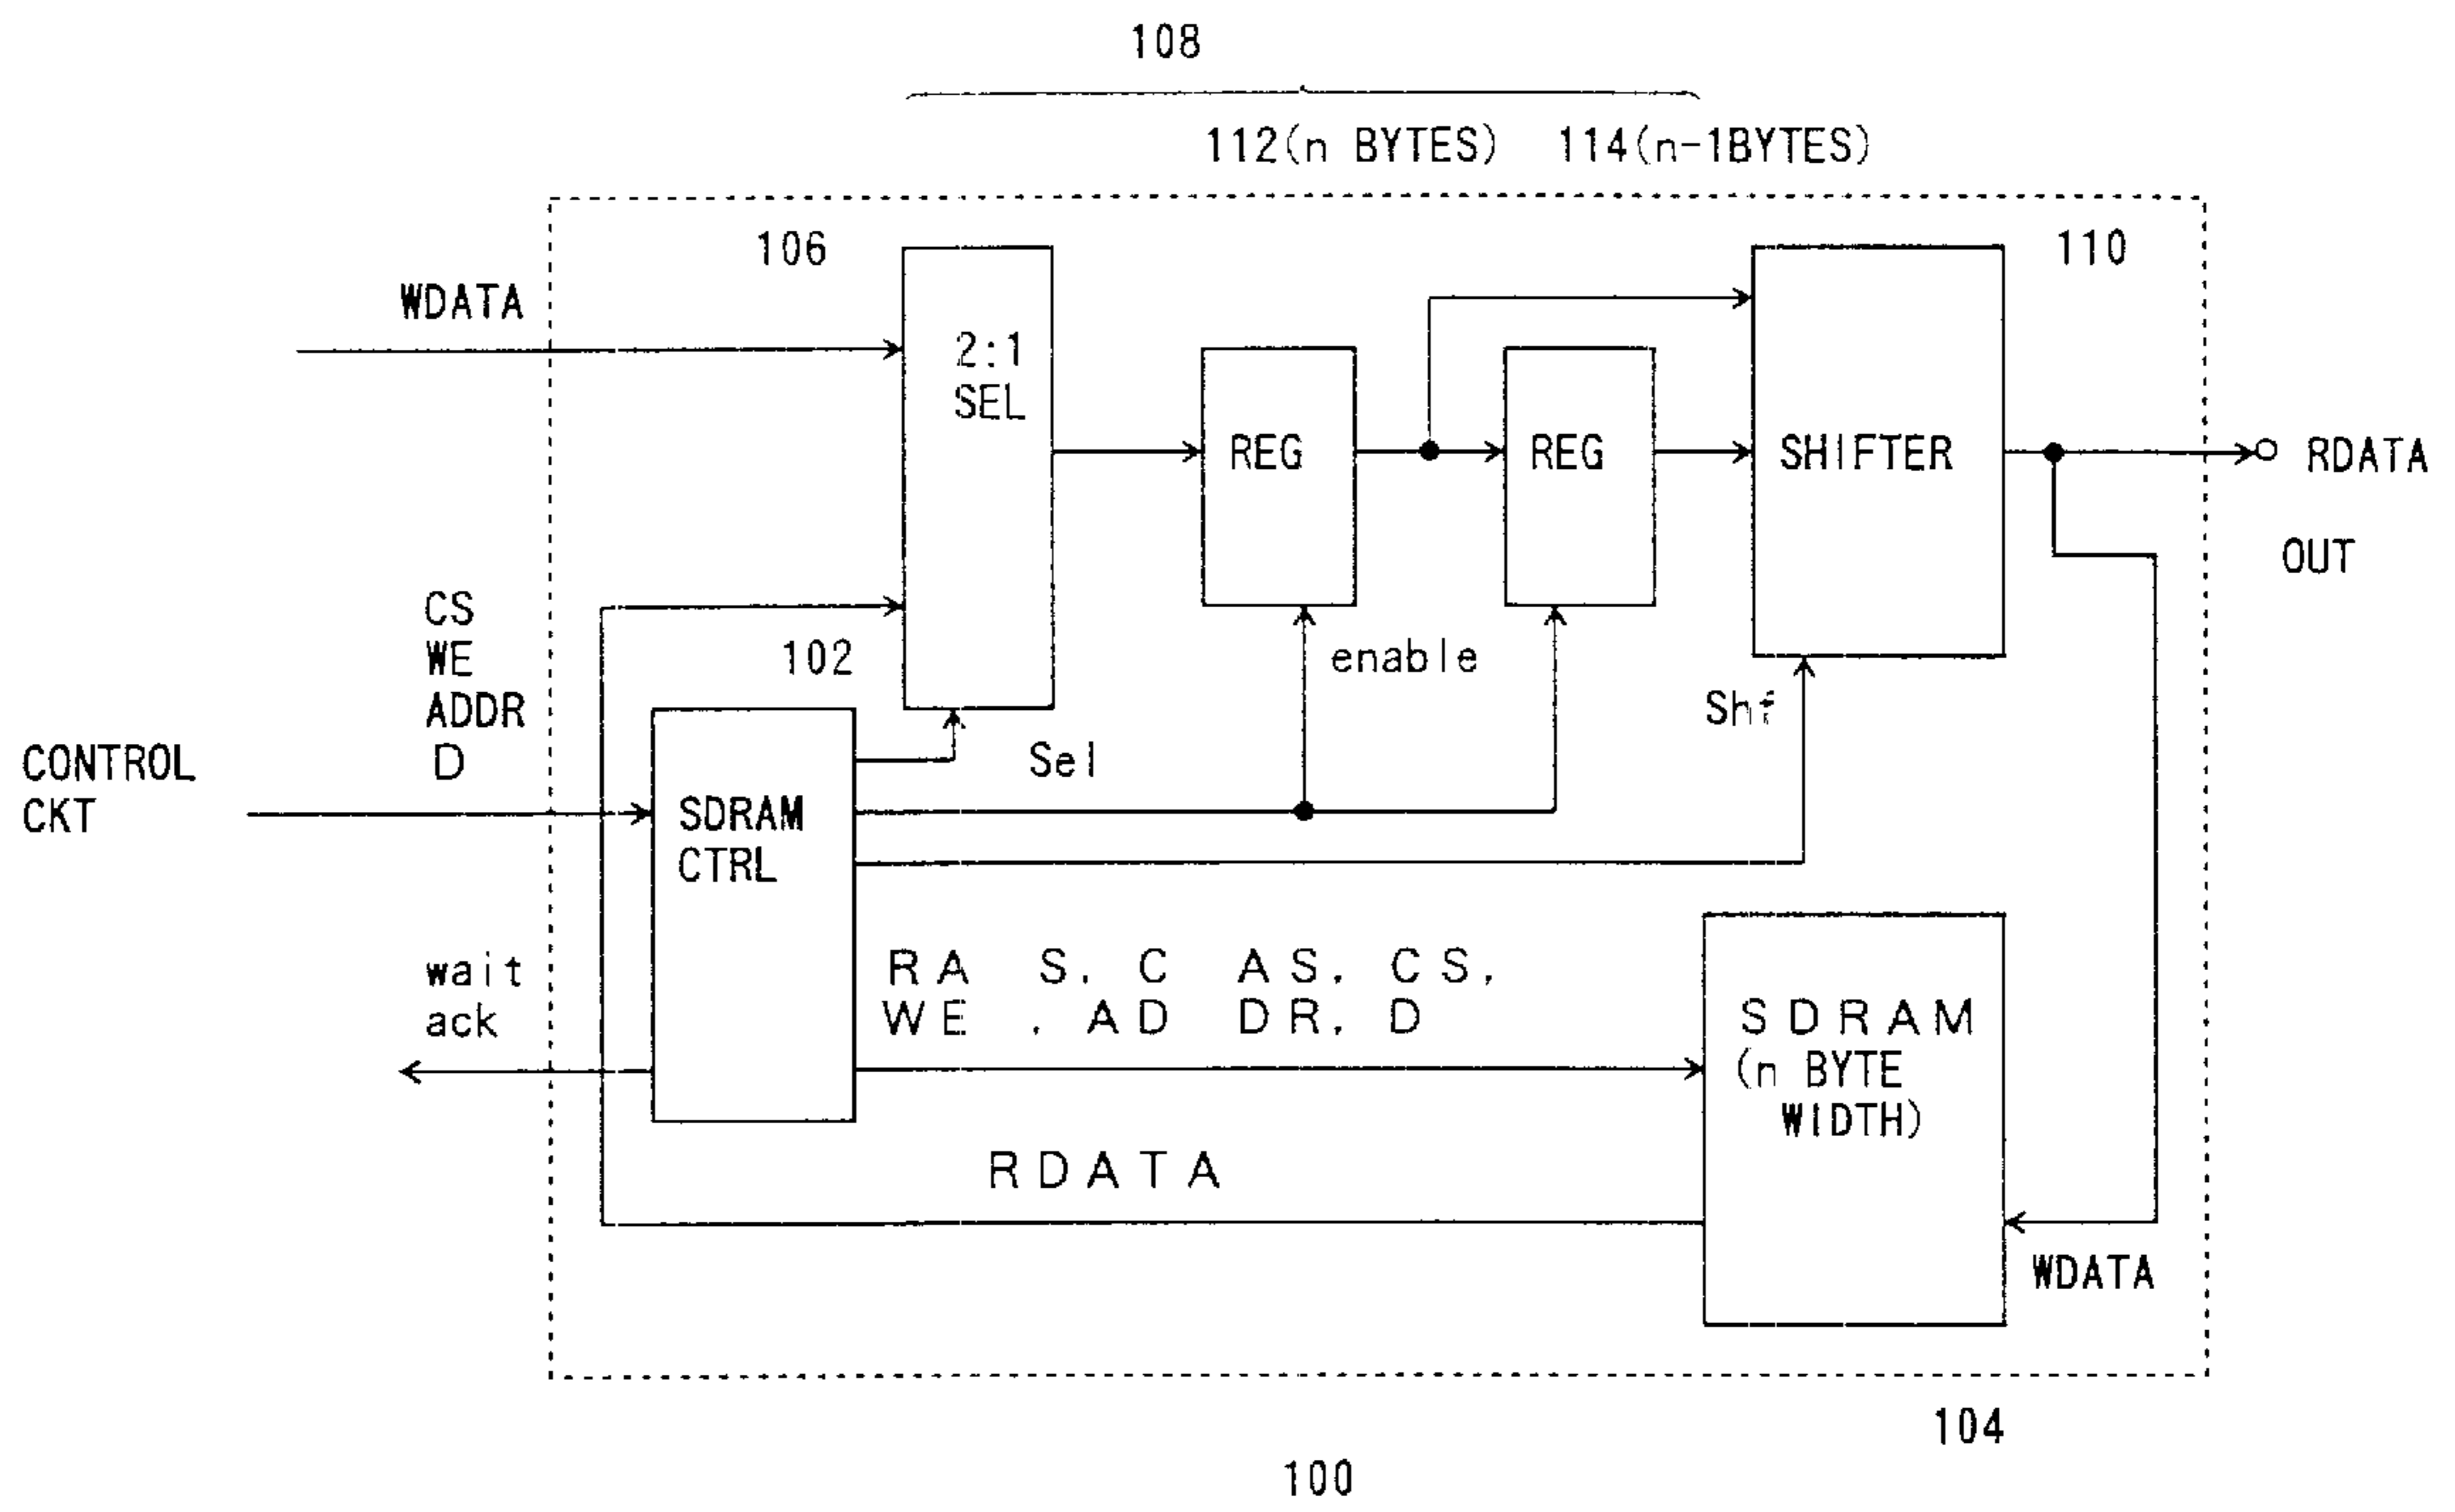 108
112(n BYTES) 114(n-1BYTES)
106
110
WDATA
2:1
SEL
REG
REG
SHIFTER
RDATA
OUT
CS
WE
ADDR
D
102
enable
Shf
Sel
CONTROL
CKT
SDRAM
CTRL
wait
ack
RA S, C AS, CS,
WE , AD DR, D
SDRAM
(n BYTE
WIDTH)
RDATA
WDATA
104
100